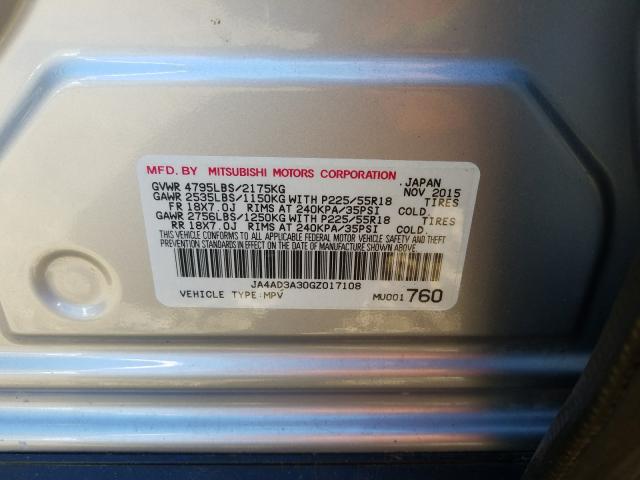 MFD. BY MITSUBISHI MOTORS CORPORATION JAPAN
GVWR 4795LBS/2175KG NOV 2015
GAWR 2535LBS/1150KG WITH P225/55R18 TIRES
FR 18X7.0J RIMS AT 240KPA/35PSI COLD.
GAWR 2756LBS/1250KG WITH P225/55R18 TIRES
RR 18X7.0J RIMS AT 240KPA/35PSI COLD.
THIS VEHICLE CONFORMS TO ALL APPLICABLE FEDERAL MOTOR VEHICLE SAFETY AND THEFT
PREVENTION STANDARDS IN EFFECT ON THE DATE OF MANUFACTURE SHOWN ABOVE.
JA4AD3A30GZ017108
VEHICLE TYPE:MPV MU001760